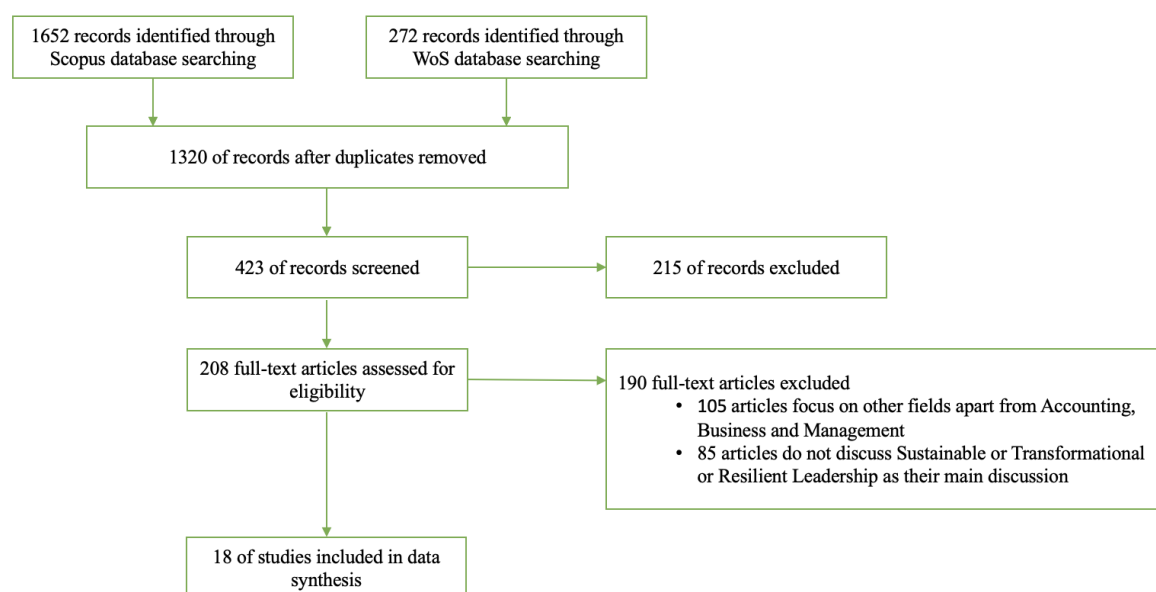 1652 records identified through
Scopus database searching
272 records identified through
WoS database searching
1320 of records after duplicates removed
423 of records screened
215 of records excluded
208 full-text articles assessed for
eligibility
190 full-text articles excluded
• 105 articles focus on other fields apart from Accounting,
Business and Management
• 85 articles do not discuss Sustainable or Transformational
or Resilient Leadership as their main discussion
18 of studies included in data
synthesis